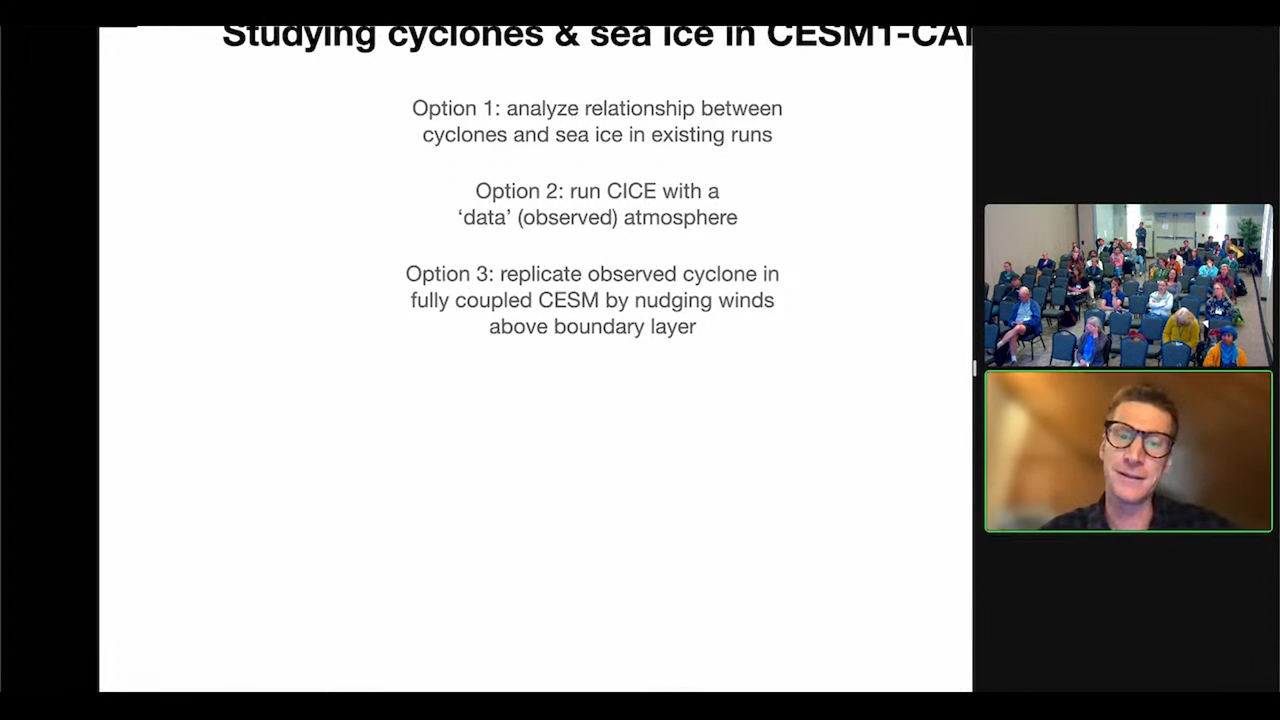 Studying cyclones & sea ice in CESM1-CA
Option 1: analyze relationship between
cyclones and sea ice in existing runs
Option 2: run CICE with a
‘data’ (observed) atmosphere
Option 3: replicate observed cyclone in
fully coupled CESM by nudging winds
above boundary layer